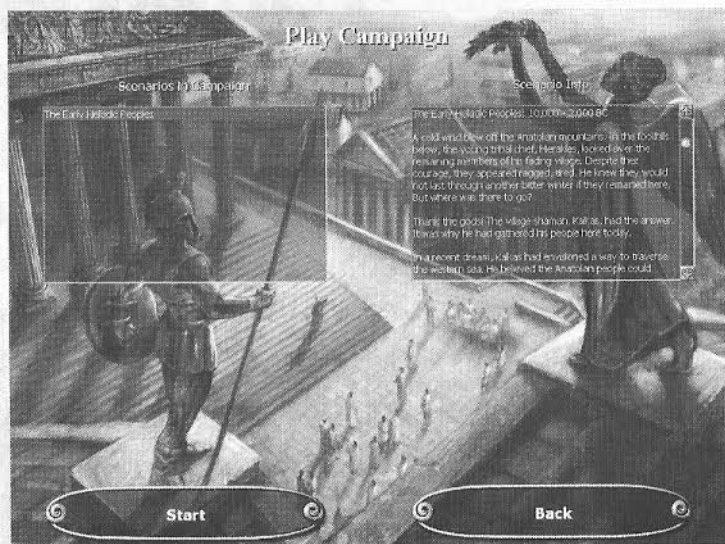 Play Campaign
Scenarios In Campaign
The Early Helladic Peoples
Scenario Info
The Early Helladic Peoples: 10,000 - 2,000 BC
A cold wind blew off the Anatolian mountains. In the foothills
below, the young tribal chief, Herakles, looked over the
remaining members of his fading village. Despite their
courage, they appeared ragged, tired. He knew they would
not last through another bitter winter if they remained here.
But where was there to go?
Thank the gods! The village shaman, Kalkas, had the answer.
It was why he had gathered his people here today.
In a recent dream, Kalkas had envisioned a way to traverse
the western sea. He believed the Anatolian people could
Start
Back